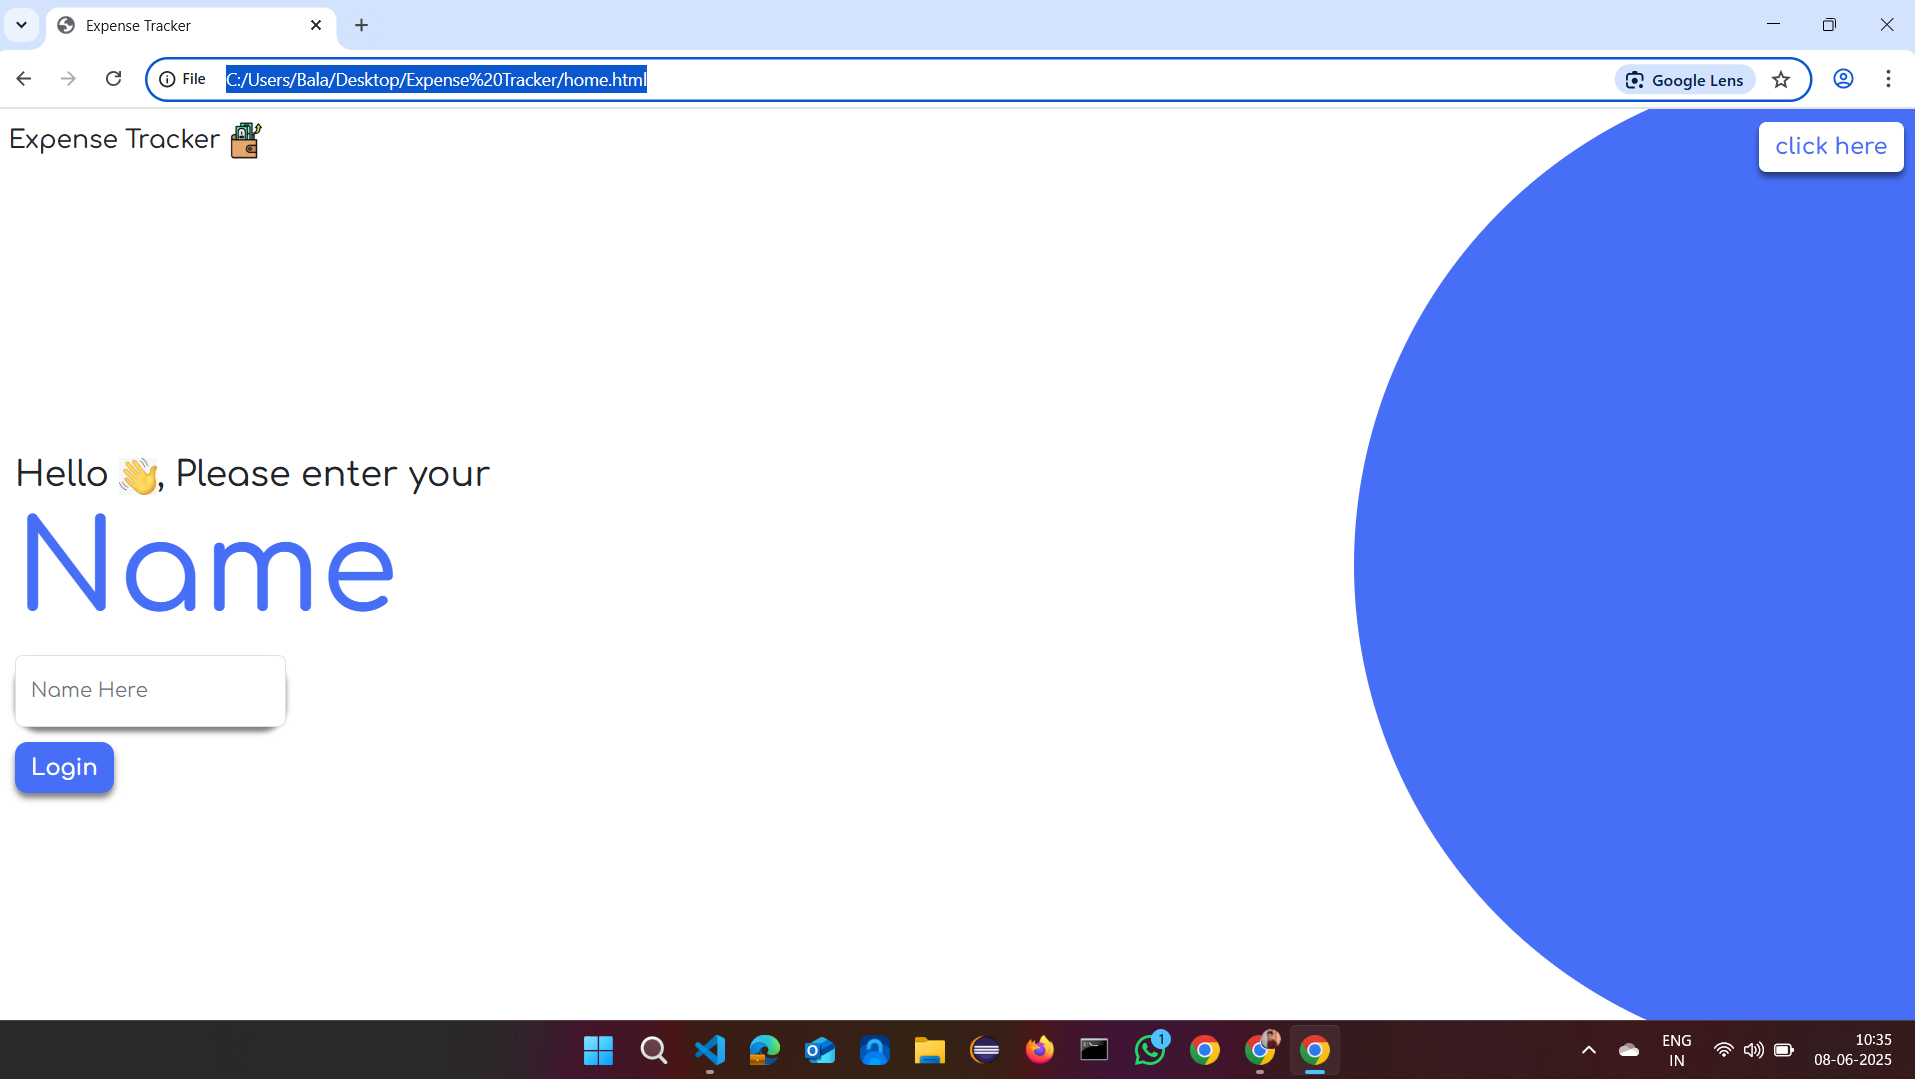 Expense Tracker
File
C:/Users/Bala/Desktop/Expense%20Tracker/home.html
Google Lens
Expense Tracker
click here
Hello 👋, Please enter your
Name
Name Here
Login
1
ENG
IN
10:35
08-06-2025